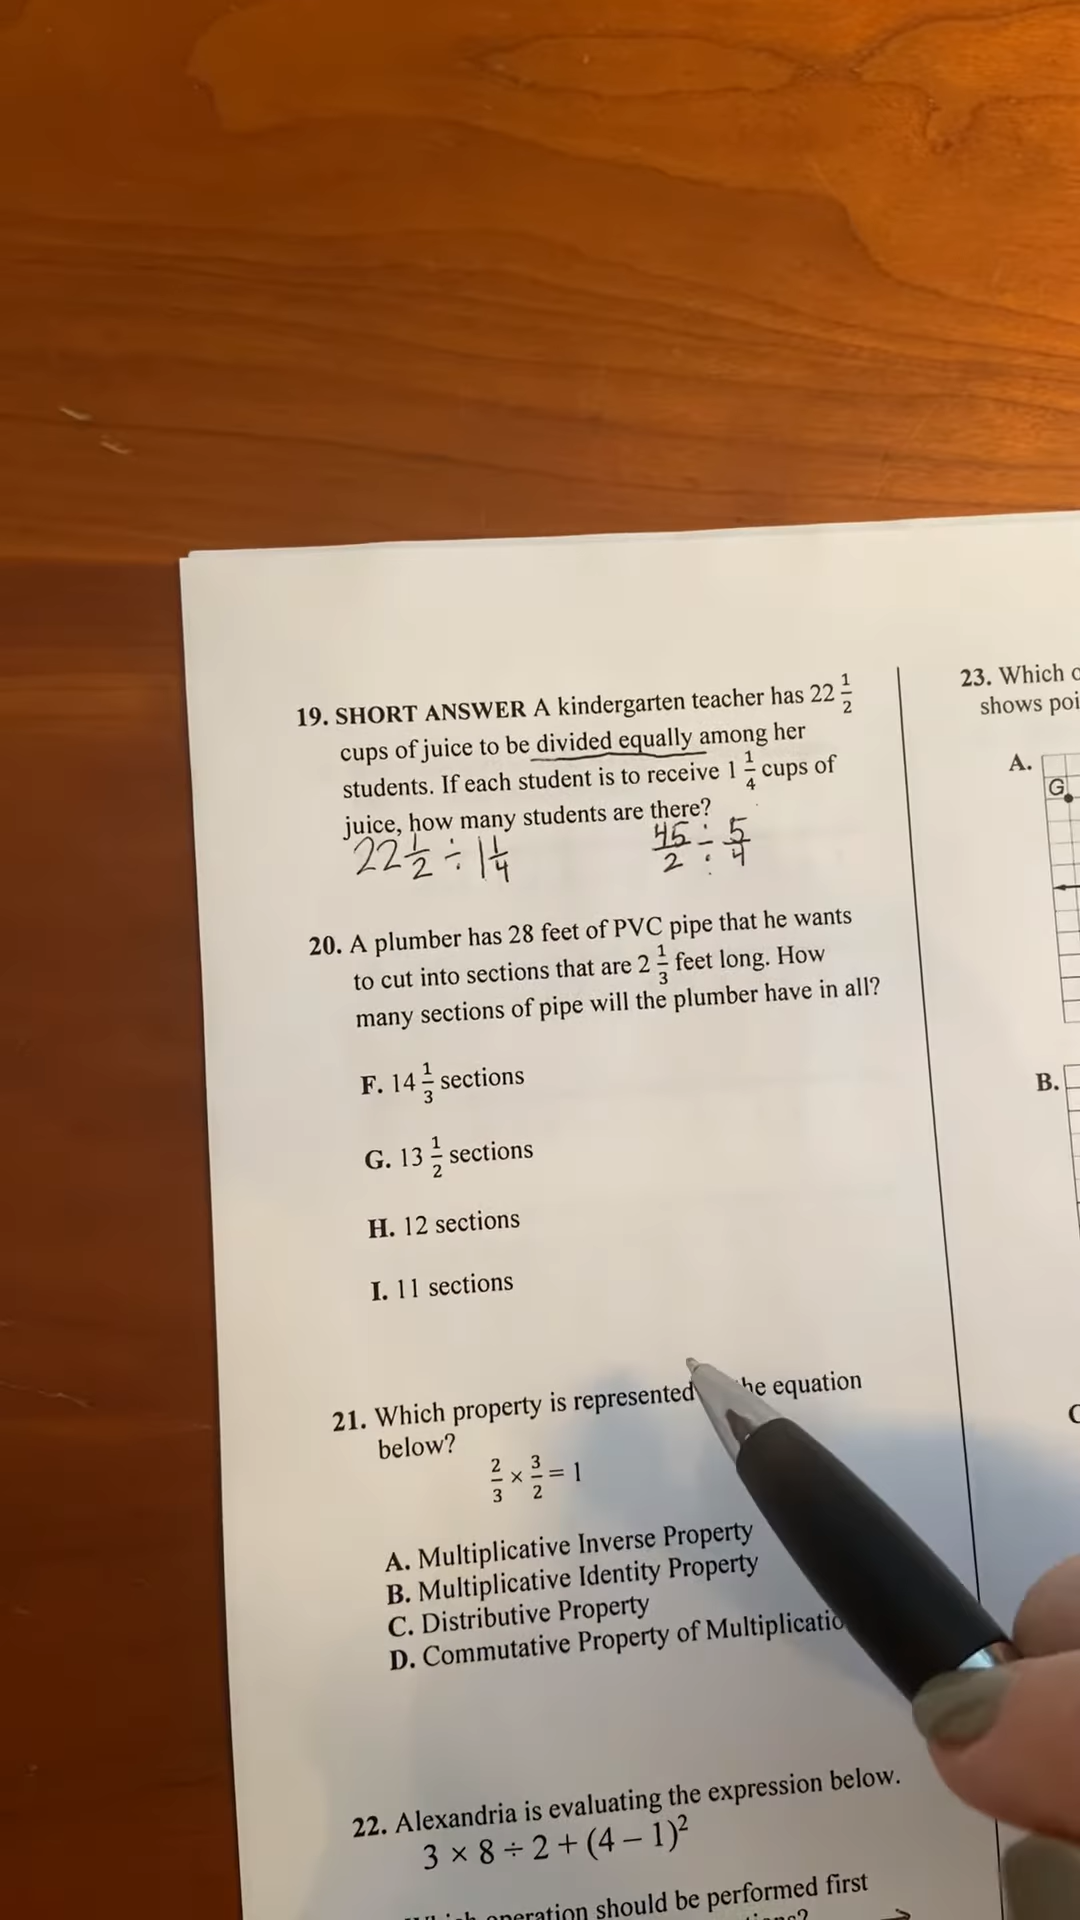 19. SHORT ANSWER A kindergarten teacher has 22 1/2
cups of juice to be divided equally among her
students. If each student is to receive 1 1/4 cups of
juice, how many students are there?
22 1/2 ÷ 1 1/4
45/2 ÷ 5/4
20. A plumber has 28 feet of PVC pipe that he wants
to cut into sections that are 2 1/3 feet long. How
many sections of pipe will the plumber have in all?
F. 14 1/3 sections
G. 13 1/2 sections
H. 12 sections
I. 11 sections
21. Which property is represented he equation
below?
2/3 × 3/2 = 1
A. Multiplicative Inverse Property
B. Multiplicative Identity Property
C. Distributive Property
D. Commutative Property of Multiplicatio
22. Alexandria is evaluating the expression below.
3 × 8 ÷ 2 + (4 – 1)²
operation should be performed first
23. Which
shows poi
A.
G
B.